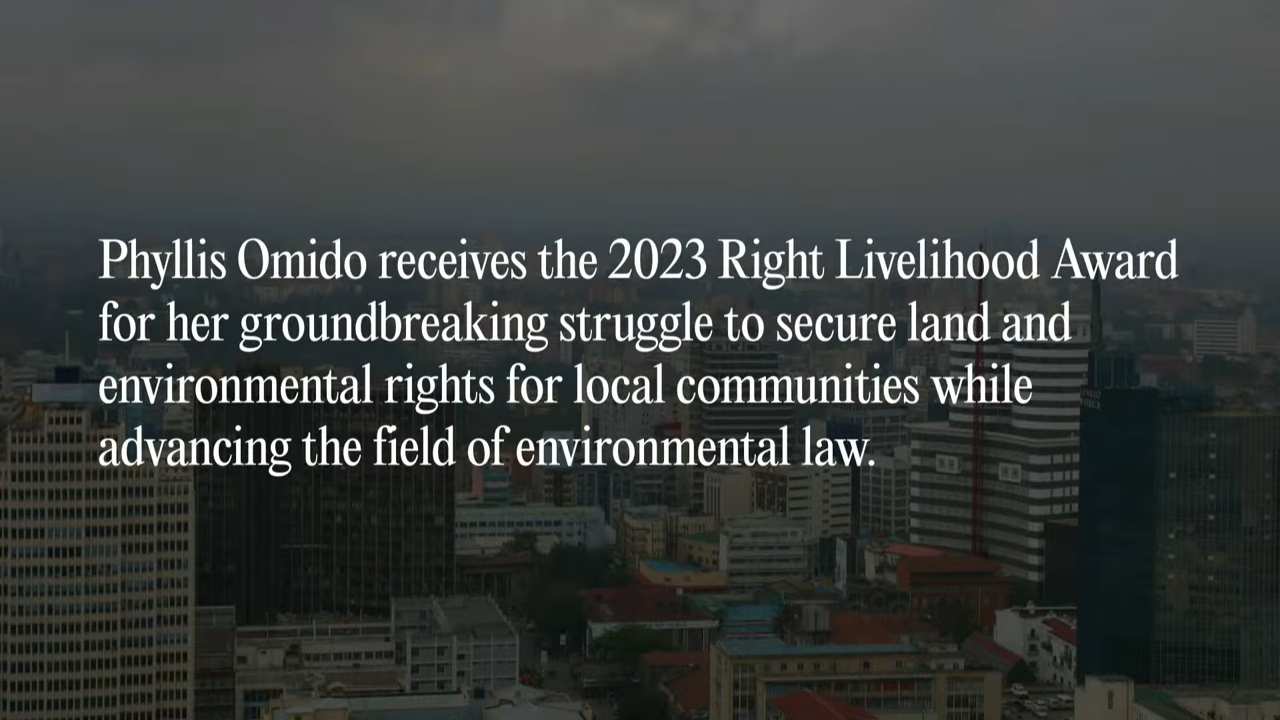 Phyllis Omido receives the 2023 Right Livelihood Award
for her groundbreaking struggle to secure land and
environmental rights for local communities while
advancing the field of environmental law.